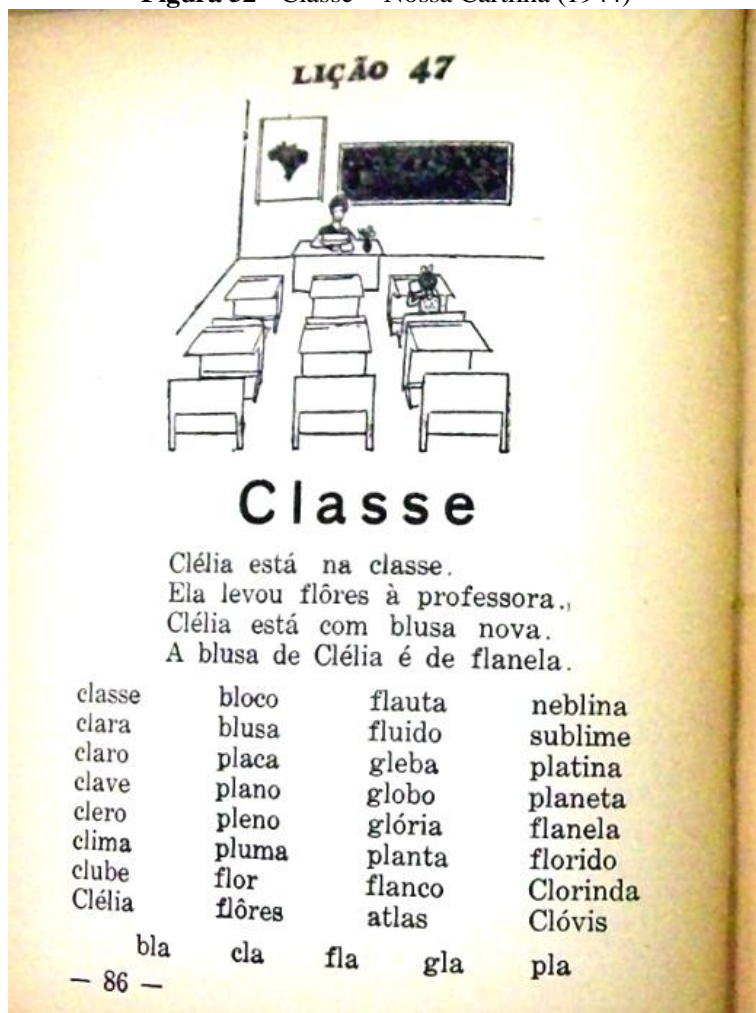 Figura 32 - Classe – Nossa Cartilha (1944)
LIÇÃO 47
Classe
Clélia está na classe.
Ela levou flôres à professora.
Clélia está com blusa nova.
A blusa de Clélia é de flanela.
classe bloco flauta neblina
clara blusa fluido sublime
claro placa gleba platina
clave plano globo planeta
clero pleno glória flanela
clima pluma planta florido
clube flor flanco Clorinda
Clélia flôres atlas Clóvis
bla cla fla gla pla
— 86 —